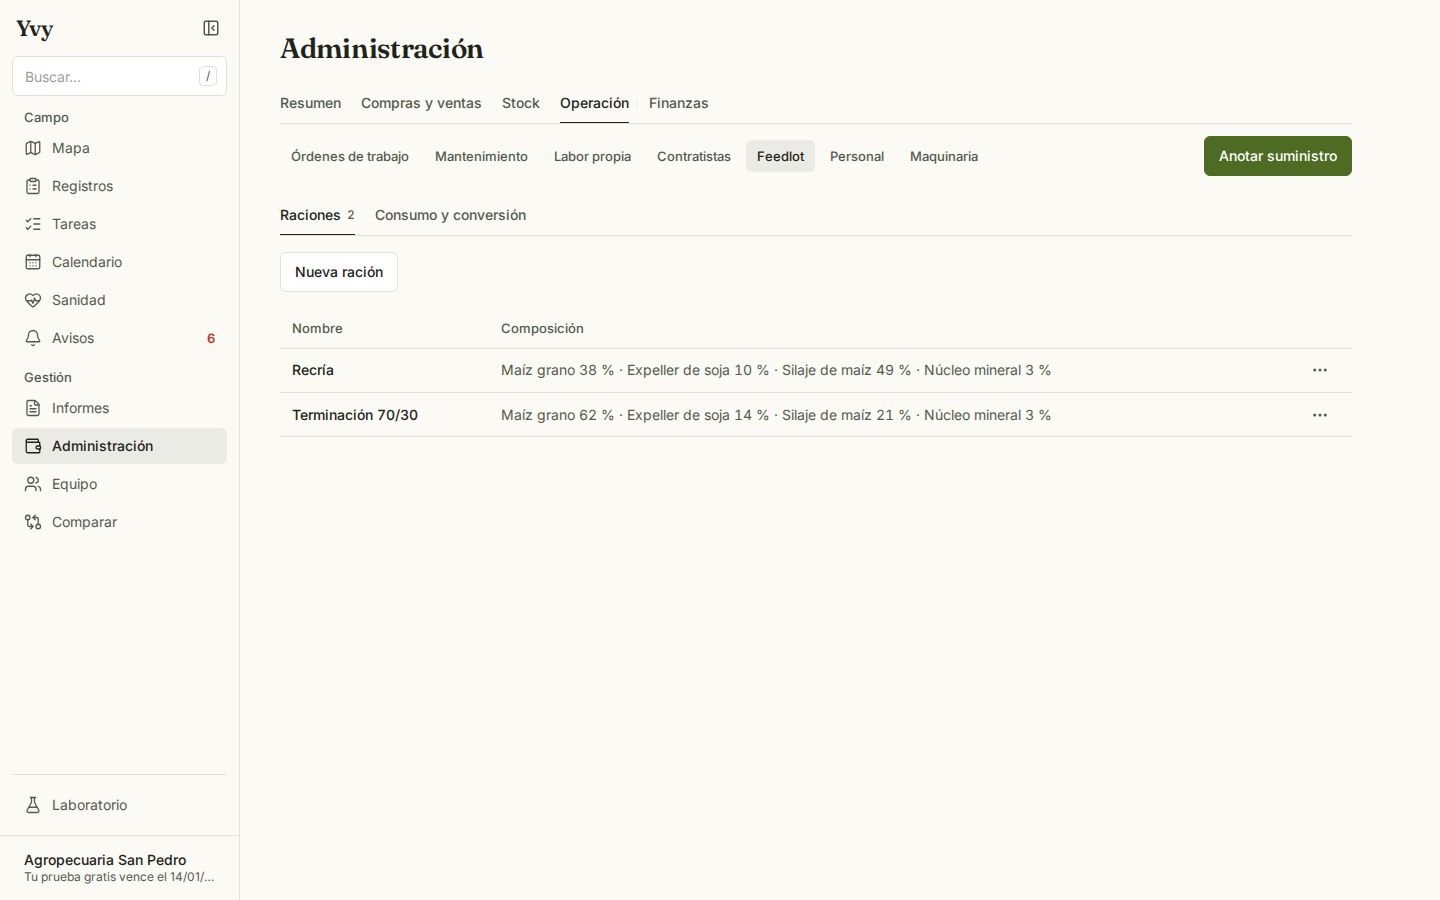 Yvy
Buscar...
/
Campo
Mapa
Registros
Tareas
Calendario
Sanidad
Avisos 6
Gestión
Informes
Administración
Equipo
Comparar
Laboratorio
Agropecuaria San Pedro
Tu prueba gratis vence el 14/01/...
Administración
Resumen Compras y ventas Stock Operación Finanzas
Órdenes de trabajo Mantenimiento Labor propia Contratistas Feedlot Personal Maquinaria Anotar suministro
Raciones 2 Consumo y conversión
Nueva ración
Nombre Composición
Recría Maíz grano 38 % · Expeller de soja 10 % · Silaje de maíz 49 % · Núcleo mineral 3 %
Terminación 70/30 Maíz grano 62 % · Expeller de soja 14 % · Silaje de maíz 21 % · Núcleo mineral 3 %